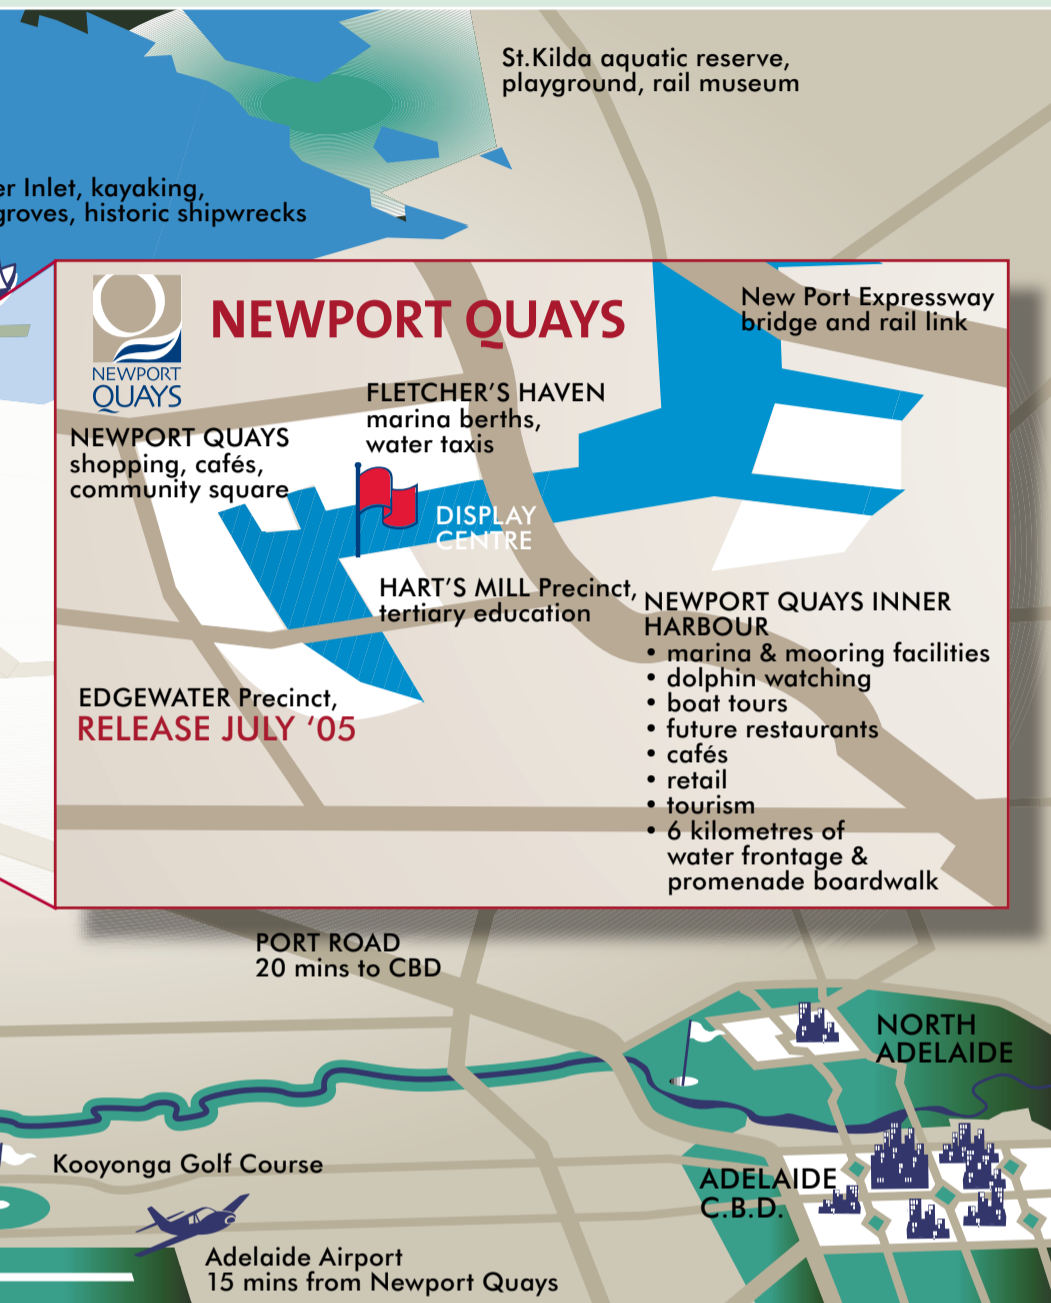 St.Kilda aquatic reserve,
playground, rail museum
er Inlet, kayaking,
groves, historic shipwrecks
NEWPORT
QUAYS
NEWPORT QUAYS
New Port Expressway
bridge and rail link
FLETCHER’S HAVEN
marina berths,
water taxis
NEWPORT QUAYS
shopping, cafés,
community square
DISPLAY
CENTRE
HART’S MILL Precinct,
tertiary education
NEWPORT QUAYS INNER
HARBOUR
• marina & mooring facilities
• dolphin watching
• boat tours
• future restaurants
• cafés
• retail
• tourism
• 6 kilometres of
water frontage &
promenade boardwalk
EDGEWATER Precinct,
RELEASE JULY ‘05
PORT ROAD
20 mins to CBD
NORTH
ADELAIDE
Kooyonga Golf Course
ADELAIDE
C.B.D.
Adelaide Airport
15 mins from Newport Quays